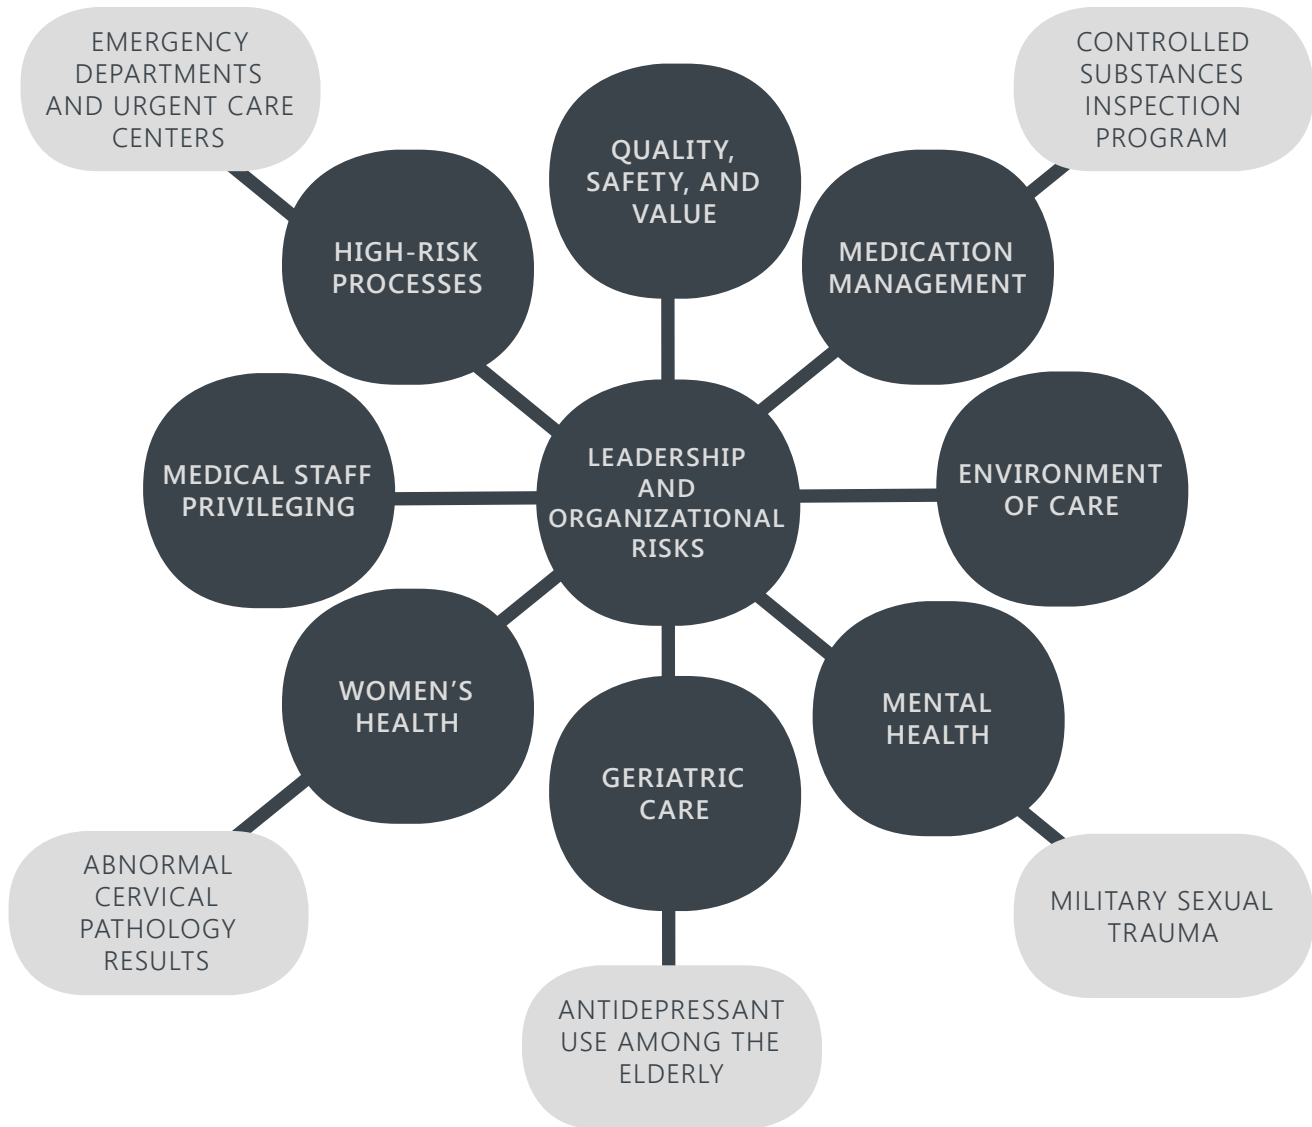 EMERGENCY
DEPARTMENTS
AND URGENT CARE
CENTERS
CONTROLLED
SUBSTANCES
INSPECTION
PROGRAM
QUALITY,
SAFETY, AND
VALUE
HIGH-RISK
PROCESSES
MEDICATION
MANAGEMENT
MEDICAL STAFF
PRIVILEGING
LEADERSHIP
AND
ORGANIZATIONAL
RISKS
ENVIRONMENT
OF CARE
WOMEN’S
HEALTH
GERIATRIC
CARE
MENTAL
HEALTH
ABNORMAL
CERVICAL
PATHOLOGY
RESULTS
ANTIDEPRESSANT
USE AMONG THE
ELDERLY
MILITARY SEXUAL
TRAUMA